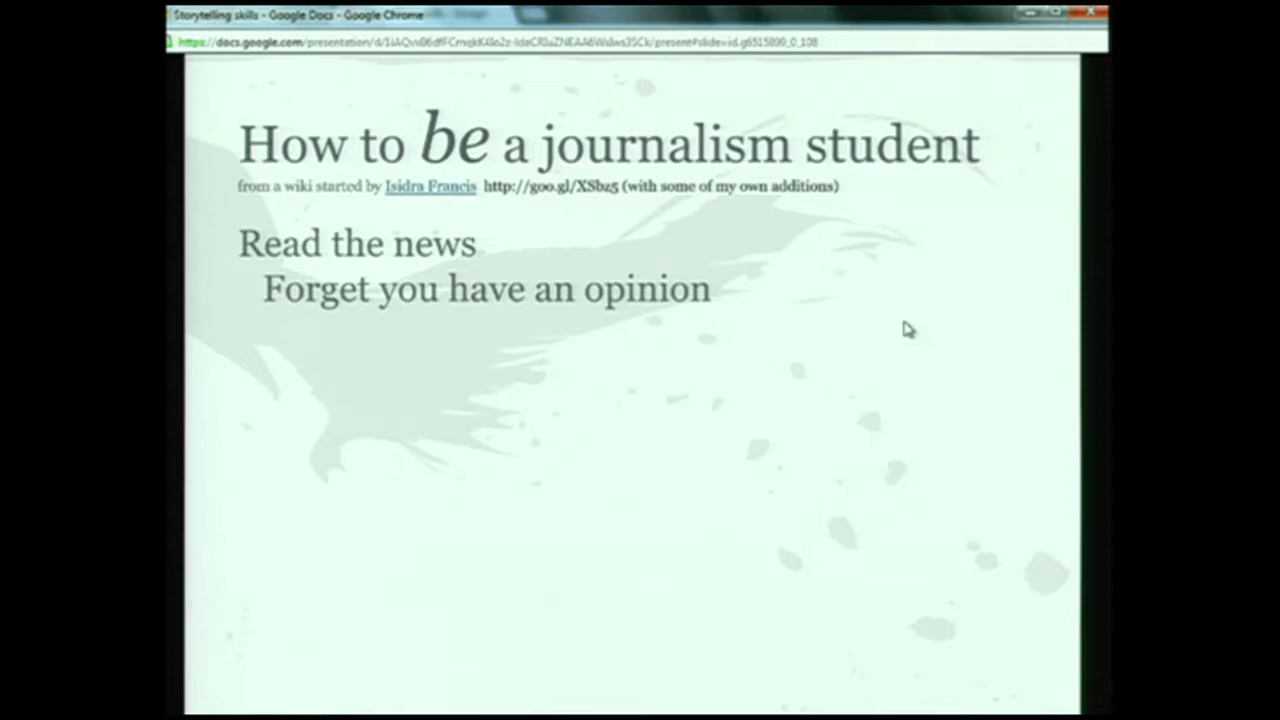 Storytelling skills - Google Docs - Google Chrome
How to be a journalism student
from a wiki started by Isidra Francis http://goo.gl/XSbz5 (with some of my own additions)
Read the news
Forget you have an opinion